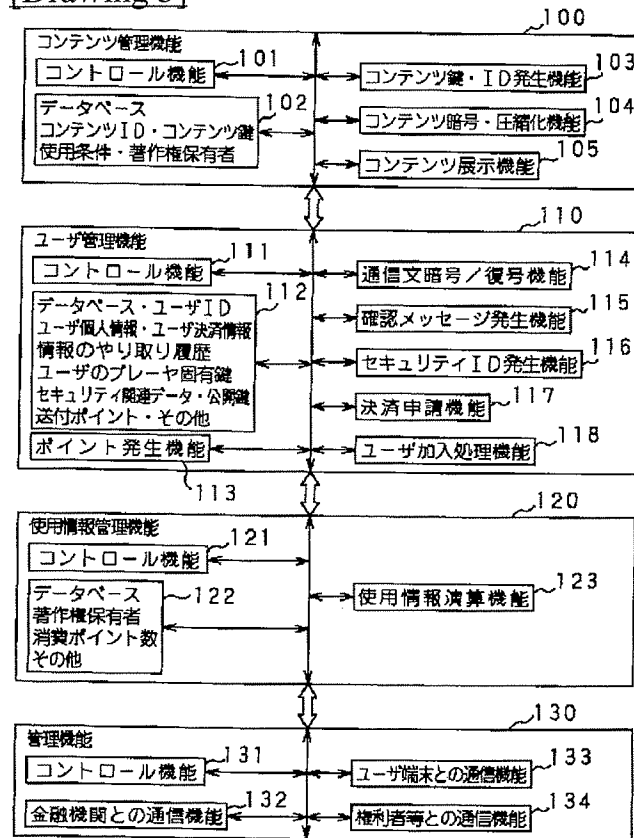 [Drawing 3]
100
コンテンツ管理機能
コントロール機能 101
データベース 102
コンテンツID・コンテンツ鍵
使用条件・著作権保有者
コンテンツ鍵・ID発生機能 103
コンテンツ暗号・圧縮化機能 104
コンテンツ展示機能 105
110
ユーザ管理機能
コントロール機能 111
データベース・ユーザID 112
ユーザ個人情報・ユーザ決済情報
情報のやり取り履歴
ユーザのプレーヤ固有鍵
セキュリティ関連データ・公開鍵
送付ポイント・その他
ポイント発生機能 113
通信文暗号/復号機能 114
確認メッセージ発生機能 115
セキュリティID発生機能 116
決済申請機能 117
ユーザ加入処理機能 118
120
使用情報管理機能
コントロール機能 121
データベース 122
著作権保有者
消費ポイント数
その他
使用情報演算機能 123
130
管理機能
コントロール機能 131
金融機関との通信機能 132
ユーザ端末との通信機能 133
権利者等との通信機能 134